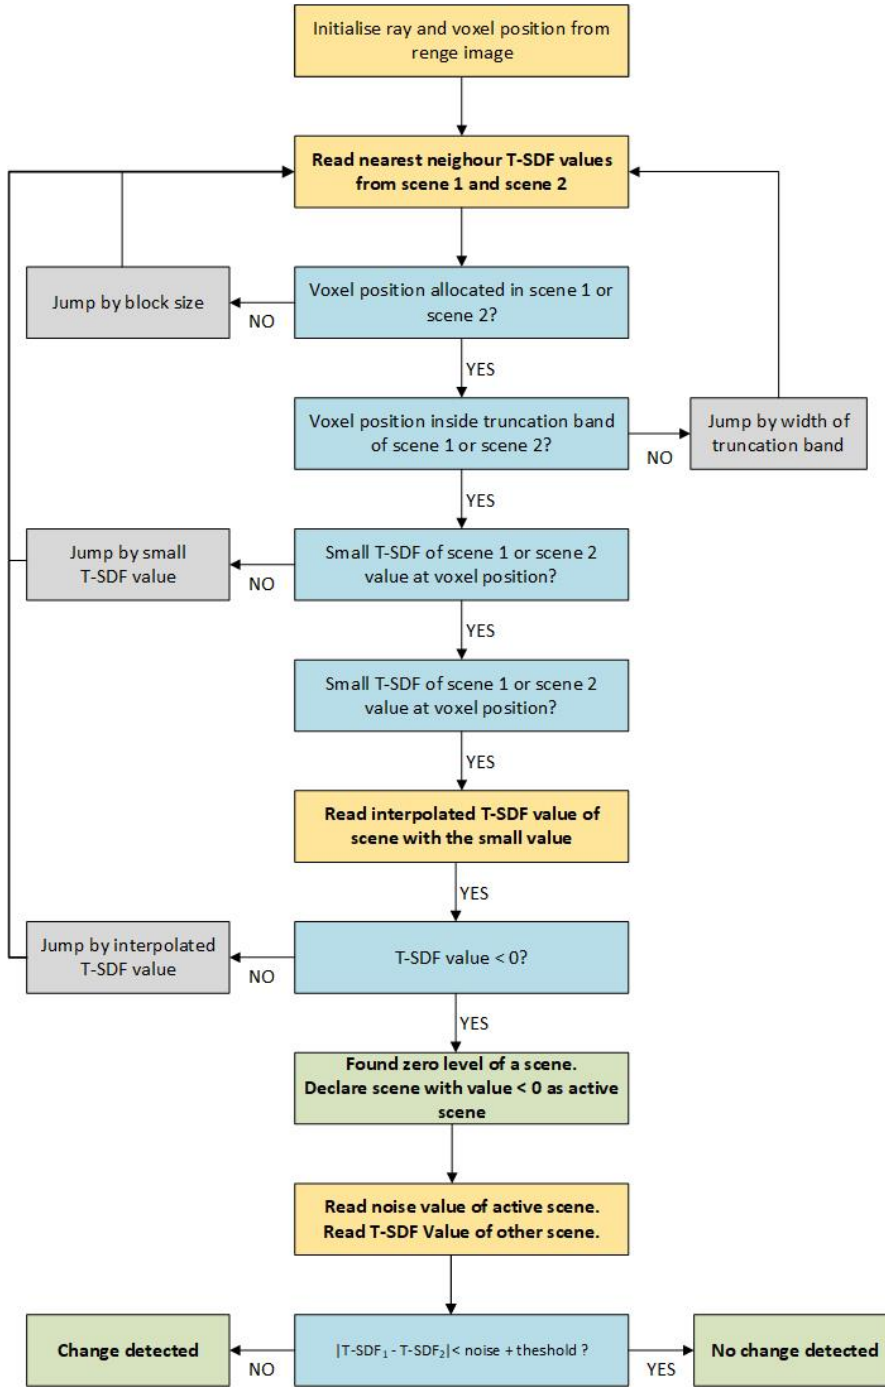 Initialise ray and voxel position from
renge image
Read nearest neighour T-SDF values
from scene 1 and scene 2
Jump by block size
NO
Voxel position allocated in scene 1 or
scene 2?
YES
Voxel position inside truncation band
of scene 1 or scene 2?
NO
Jump by width of
truncation band
YES
Jump by small
T-SDF value
NO
Small T-SDF of scene 1 or scene 2
value at voxel position?
YES
Small T-SDF of scene 1 or scene 2
value at voxel position?
YES
Read interpolated T-SDF value of
scene with the small value
YES
Jump by interpolated
T-SDF value
NO
T-SDF value < 0?
YES
Found zero level of a scene.
Declare scene with value < 0 as active
scene
Read noise value of active scene.
Read T-SDF Value of other scene.
Change detected
NO
|T-SDF₁ - T-SDF₂|< noise + theshold ?
YES
No change detected